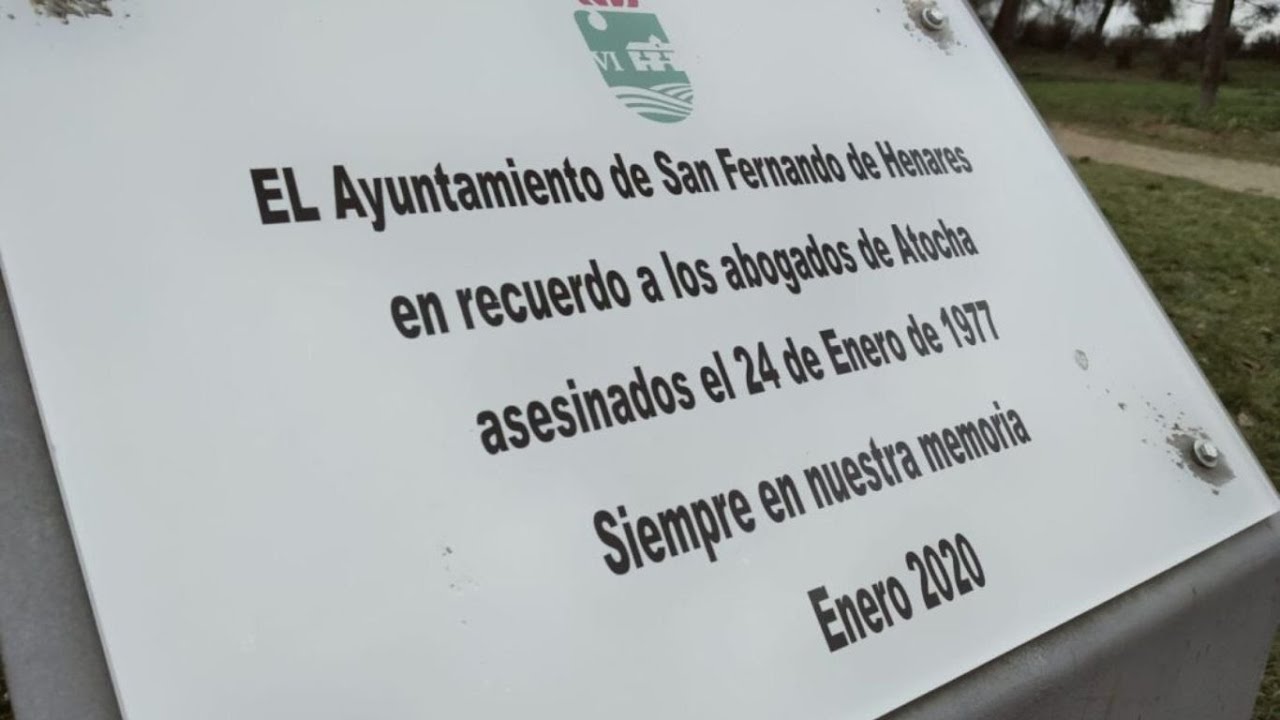 VI
EL Ayuntamiento de San Fernando de Henares
en recuerdo a los abogados de Atocha
asesinados el 24 de Enero de 1977
Siempre en nuestra memoria
Enero 2020